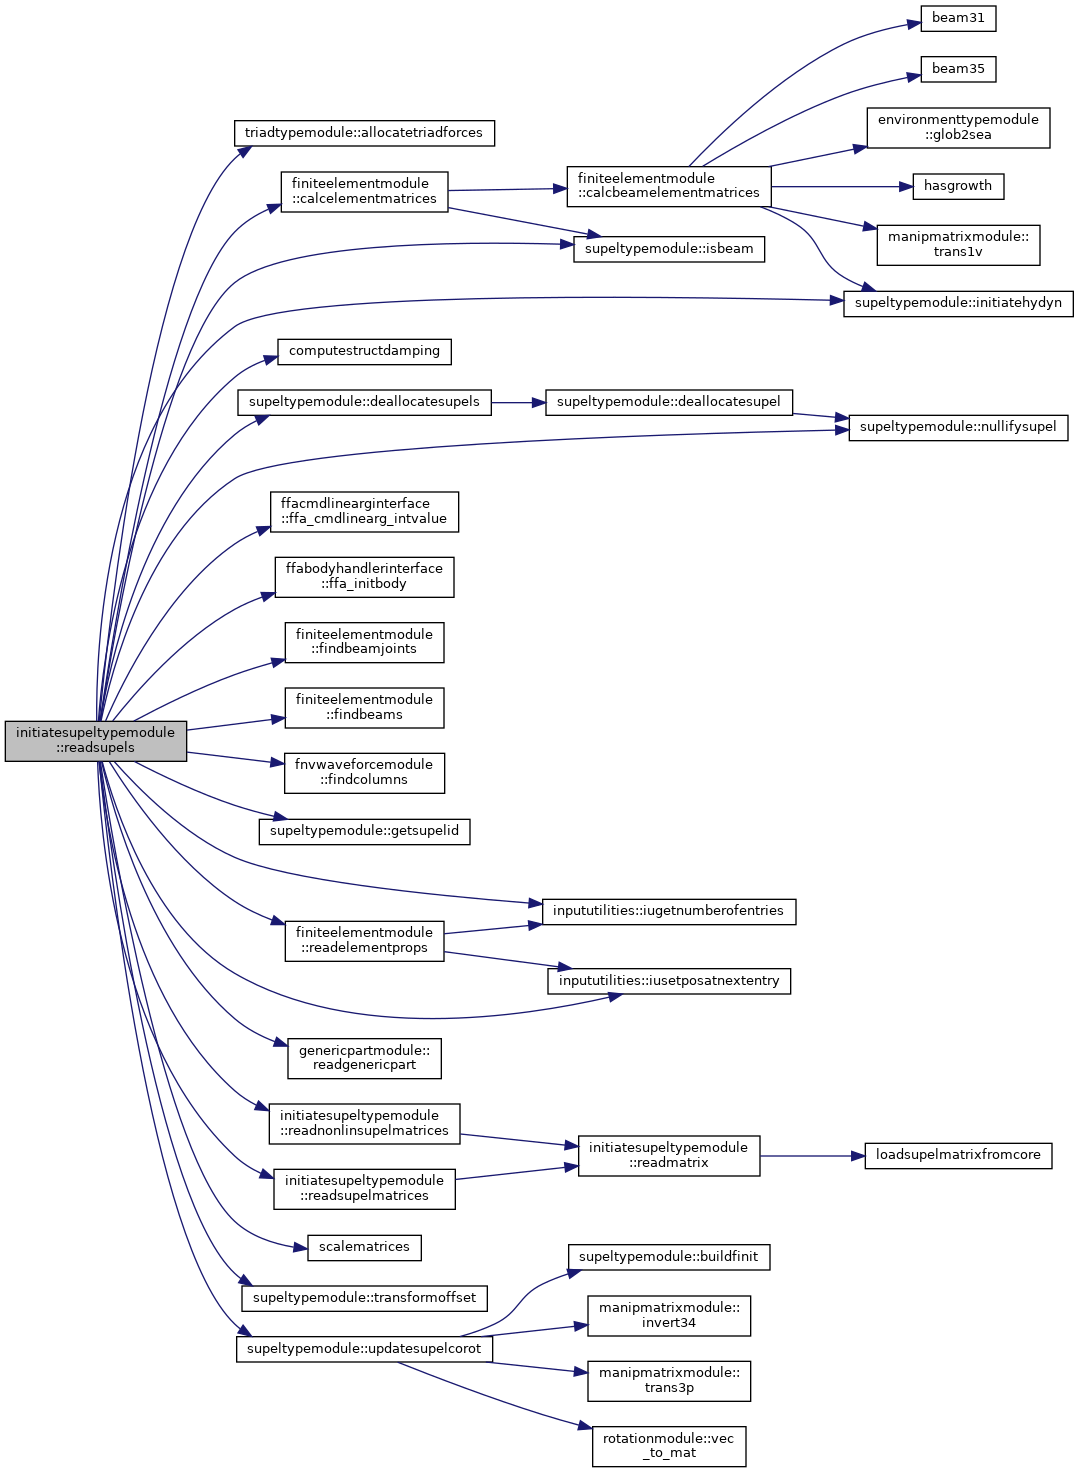 beam31
beam35
environmenttypemodule
::glob2sea
triadtypemodule::allocatetriadforces
finiteelementmodule
::calcelementmatrices
finiteelementmodule
::calcbeamelementmatrices
hasgrowth
manipmatrixmodule::
trans1v
supeltypemodule::isbeam
supeltypemodule::initiatehydyn
computestructdamping
supeltypemodule::deallocatesupels
supeltypemodule::deallocatesupel
supeltypemodule::nullifysupel
ffacmdlinearginterface
::ffa_cmdlinearg_intvalue
ffabodyhandlerinterface
::ffa_initbody
finiteelementmodule
::findbeamjoints
finiteelementmodule
::findbeams
initiatesupeltypemodule
::readsupels
fnvwaveforcemodule
::findcolumns
supeltypemodule::getsupelid
inpututilities::iugetnumberofentries
finiteelementmodule
::readelementprops
inpututilities::iusetposatnextentry
genericpartmodule::
readgenericpart
initiatesupeltypemodule
::readnonlinsupelmatrices
initiatesupeltypemodule
::readmatrix
loadsupelmatrixfromcore
initiatesupeltypemodule
::readsupelmatrices
scalematrices
supeltypemodule::buildfinit
supeltypemodule::transformoffset
manipmatrixmodule::
invert34
supeltypemodule::updatesupelcorot
manipmatrixmodule::
trans3p
rotationmodule::vec
_to_mat